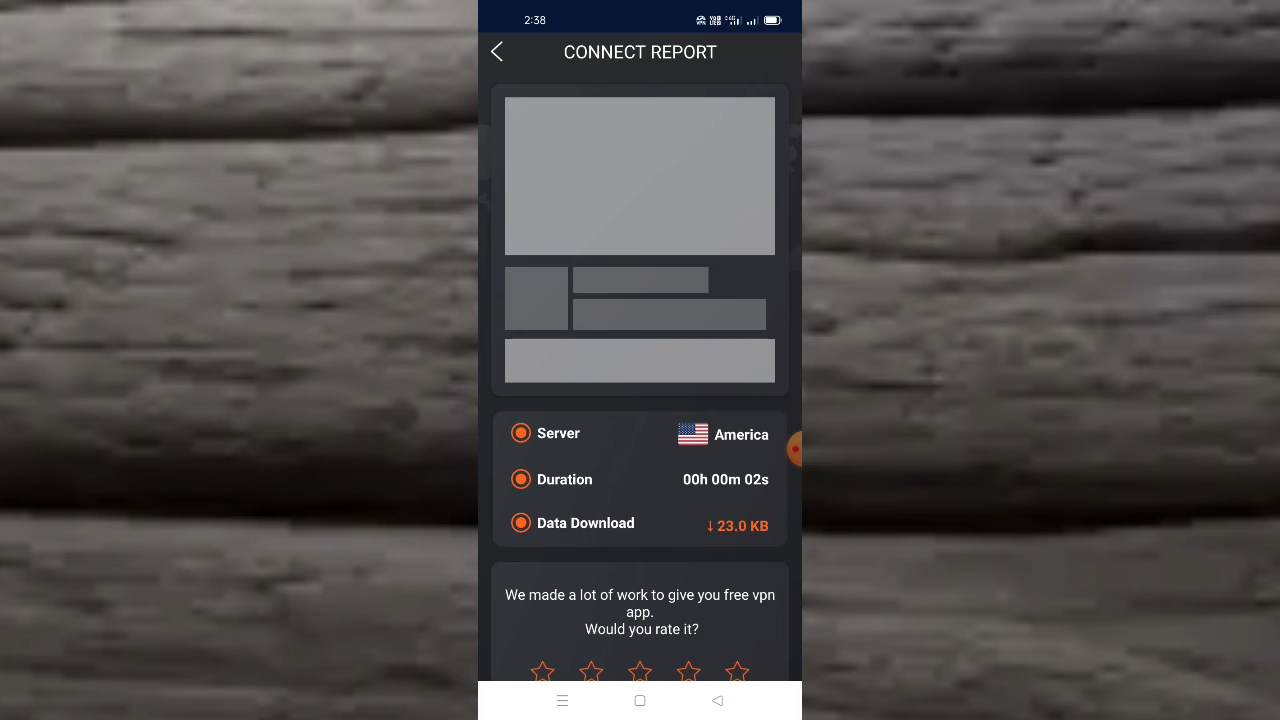 2:38
CONNECT REPORT
Server
America
Duration
00h 00m 02s
Data Download
↓ 23.0 KB
We made a lot of work to give you free vpn
app.
Would you rate it?